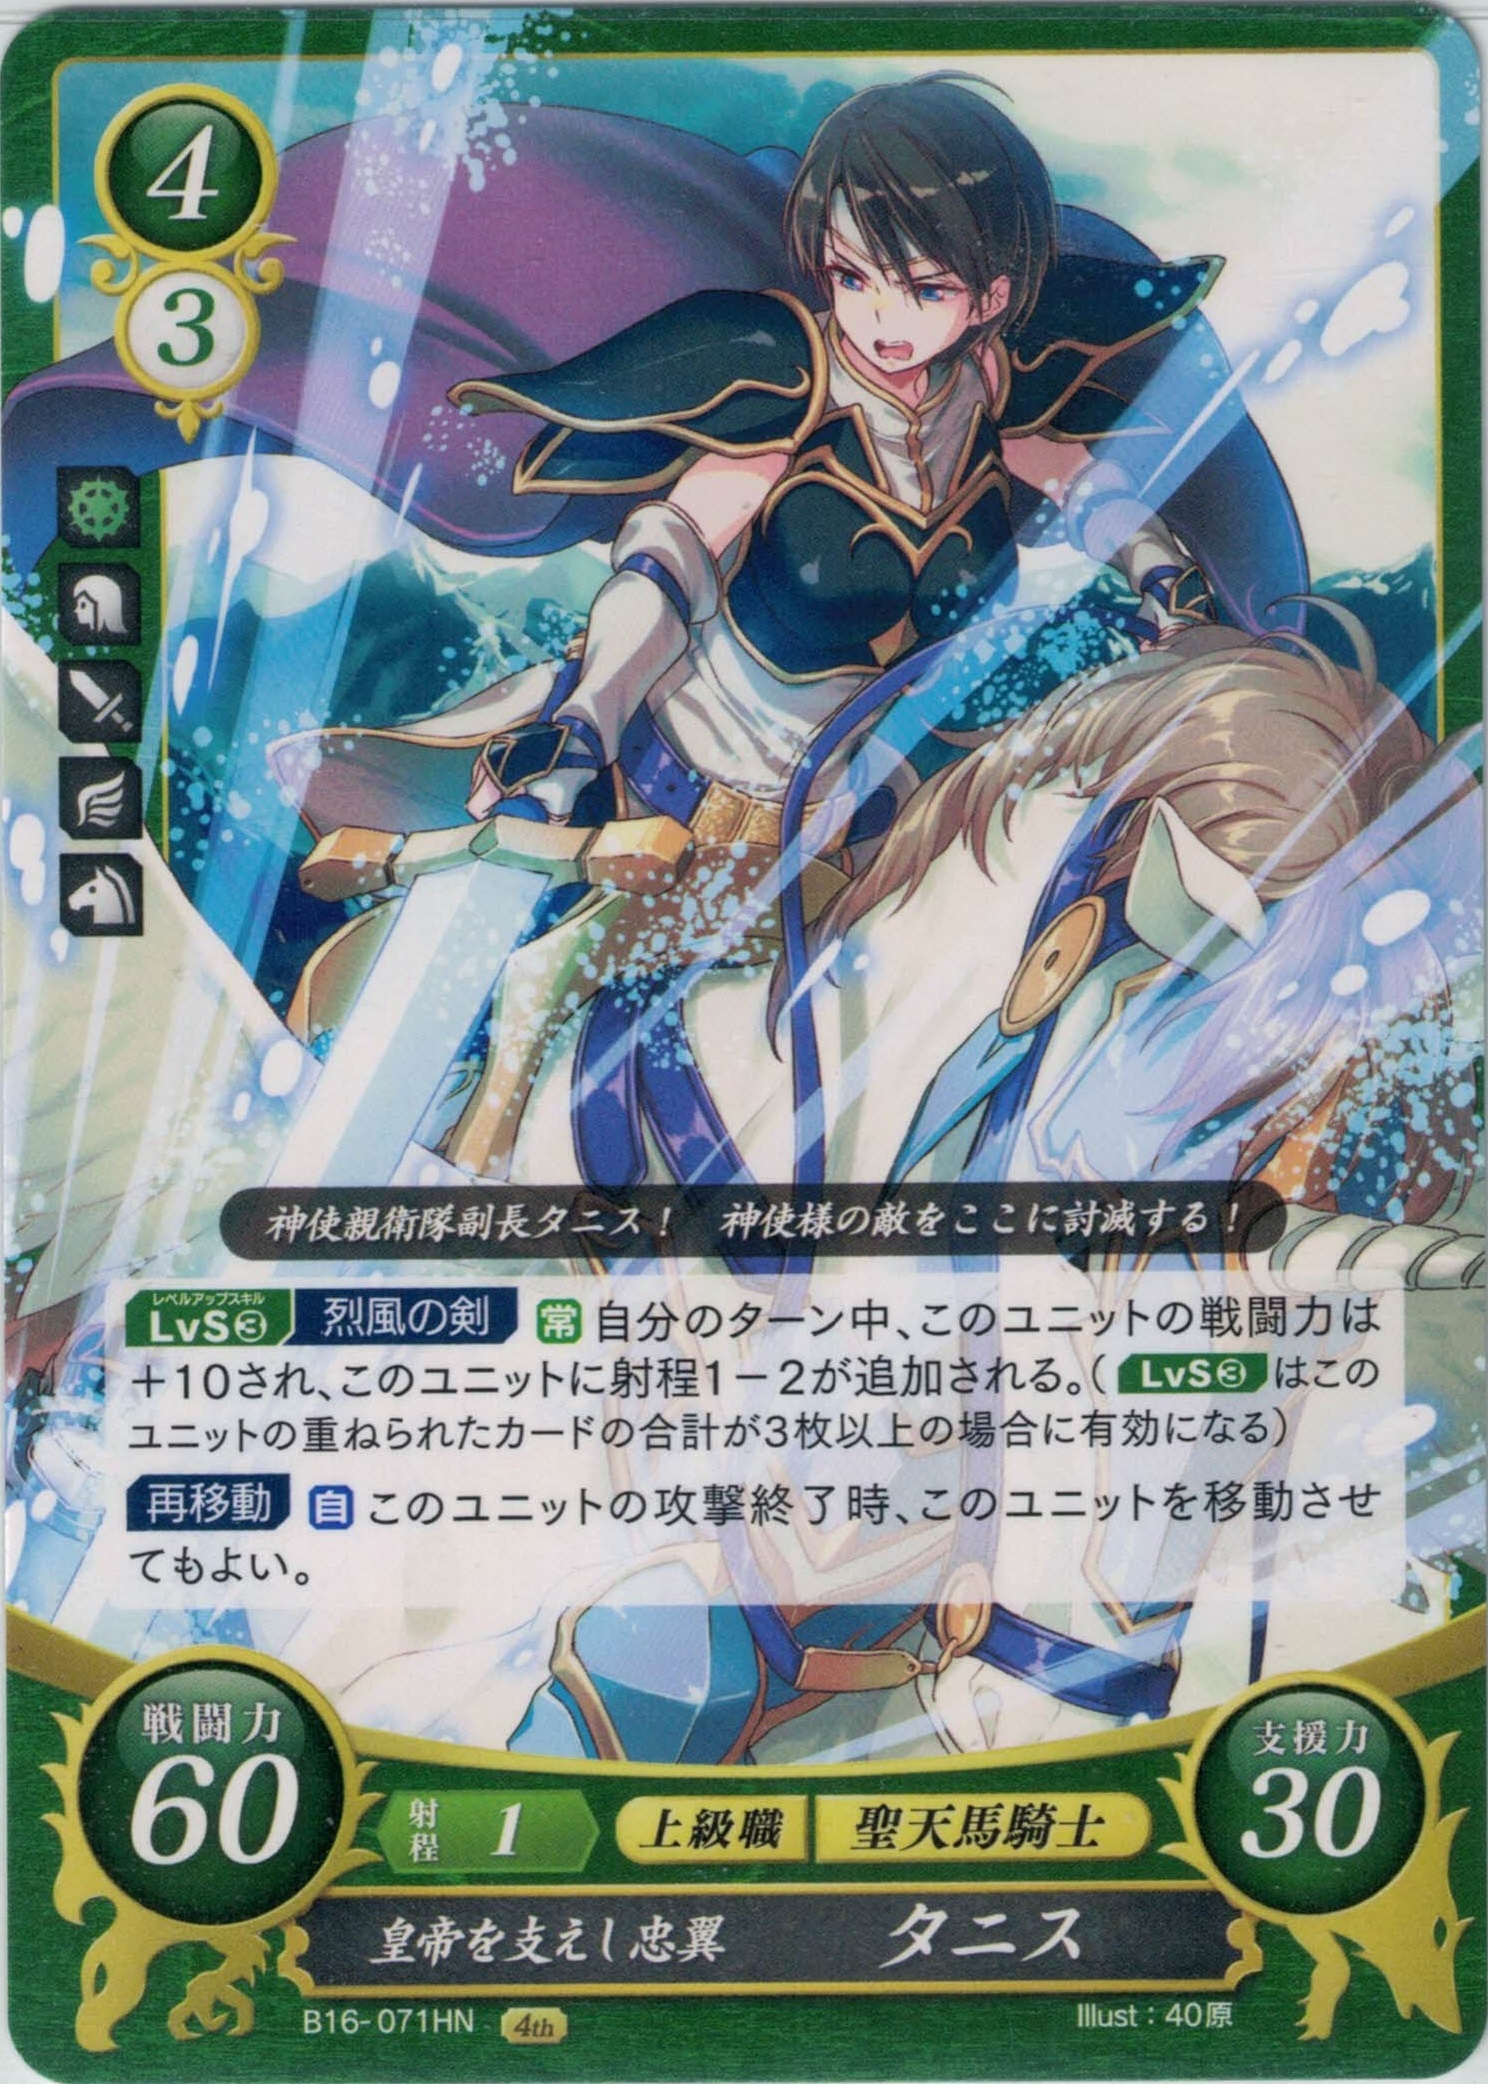 4
3
神使親衛隊副長タニス！　神使様の敵をここに討滅する！
レベルアップスキル
LvS3 烈風の剣 常 自分のターン中、このユニットの戦闘力は
＋10され、このユニットに射程1－2が追加される。（ LvS3 はこの
ユニットの重ねられたカードの合計が3枚以上の場合に有効になる）
再移動 自 このユニットの攻撃終了時、このユニットを移動させ
てもよい。
戦闘力
60
射程 1
上級職 聖天馬騎士
支援力
30
皇帝を支えし忠翼 タニス
B16-071HN 4th
Illust：40原